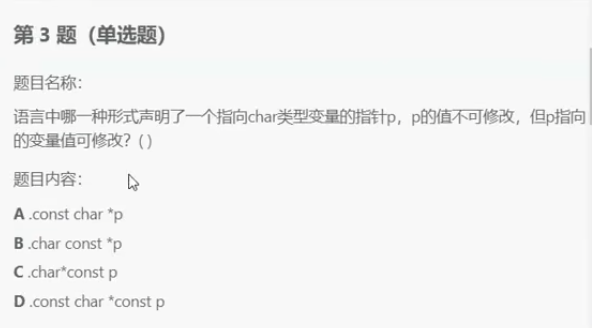 第 3 题（单选题）
题目名称：
语言中哪一种形式声明了一个指向char类型变量的指针p，p的值不可修改，但p指向
的变量值可修改？( )
题目内容：
A .const char *p
B .char const *p
C .char*const p
D .const char *const p